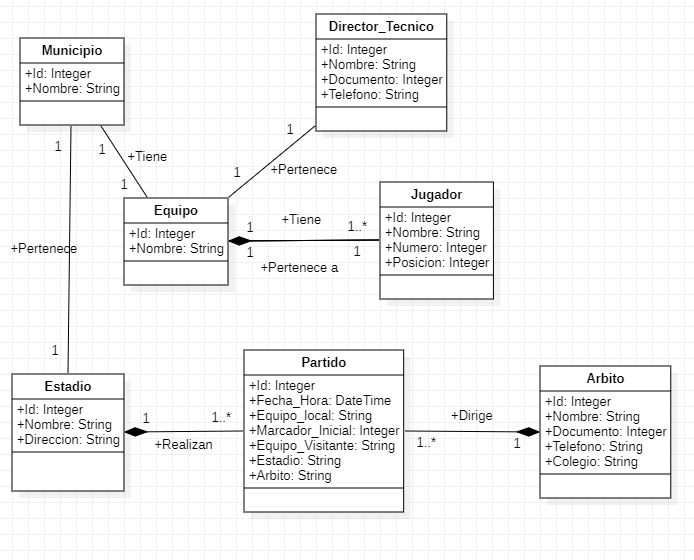 Director_Tecnico
+Id: Integer
+Nombre: String
+Documento: Integer
+Telefono: String
Municipio
+Id: Integer
+Nombre: String
1
1
+Tiene
1
1
1
+Pertenece
Equipo
+Id: Integer
+Nombre: String
Jugador
+Id: Integer
+Nombre: String
+Numero: Integer
+Posicion: Integer
1
+Tiene
1..*
1
1
+Pertenece a
+Pertenece
1
Estadio
+Id: Integer
+Nombre: String
+Direccion: String
1
1..*
+Realizan
Partido
+Id: Integer
+Fecha_Hora: DateTime
+Equipo_local: String
+Marcador_Inicial: Integer
+Equipo_Visitante: String
+Estadio: String
+Arbito: String
+Dirige
1..*
1
Arbito
+Id: Integer
+Nombre: String
+Documento: Integer
+Telefono: String
+Colegio: String